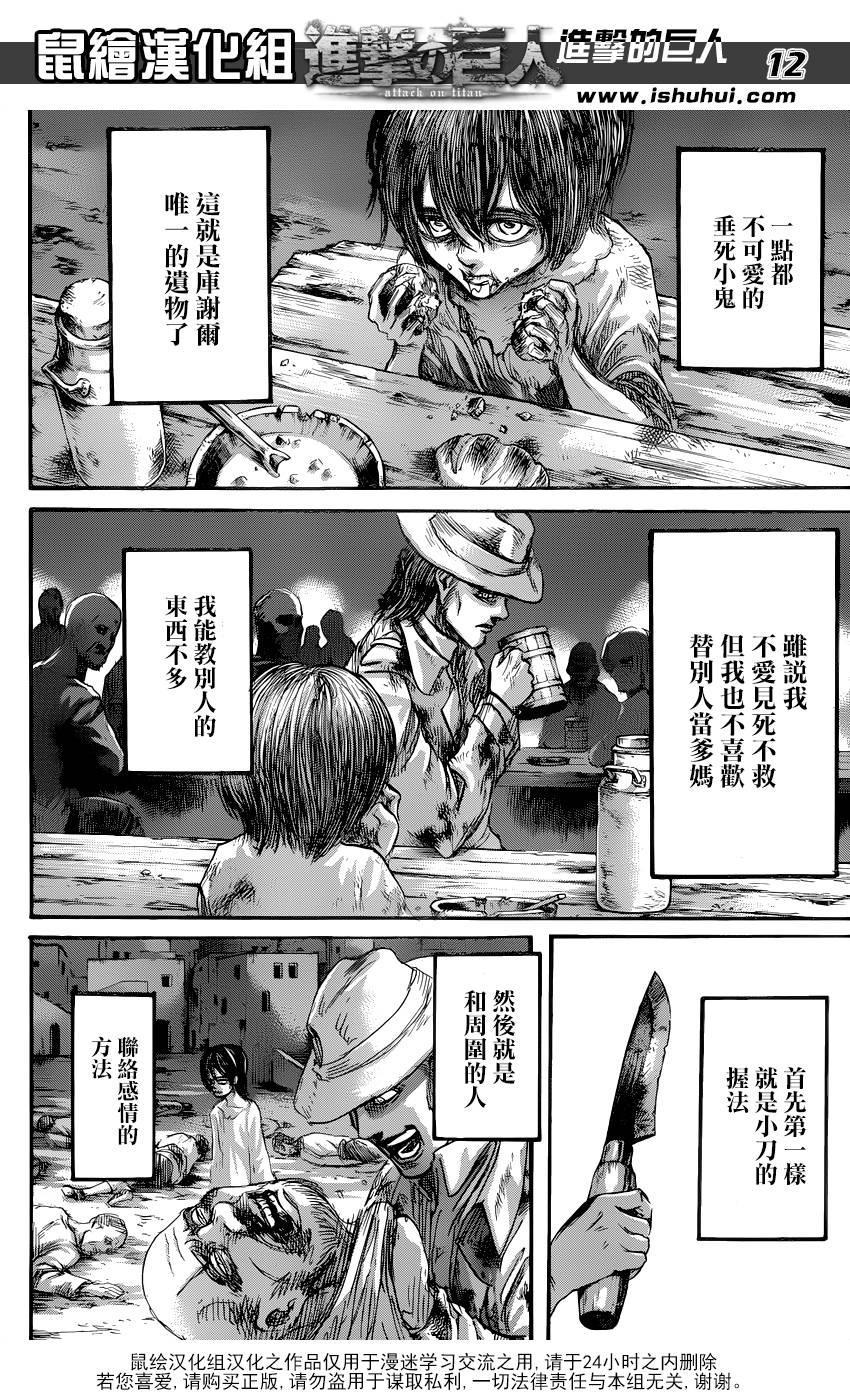 鼠繪漢化組
進撃の巨人
attack on titan
進擊的巨人
12
www.ishuhui.com
一點都
不可愛的
垂死小鬼
這就是庫謝爾
唯一的遺物了
雖說我
不愛見死不救
但我也不喜歡
替別人當爹媽
我能教別人的
東西不多
首先第一樣
就是小刀的
握法
然後就是
和周圍的人
聯絡感情的
方法
鼠绘汉化组汉化之作品仅用于漫迷学习交流之用, 请于24小时之内删除
若您喜爱, 请购买正版, 请勿盗用于谋取私利, 一切法律责任与本组无关, 谢谢。